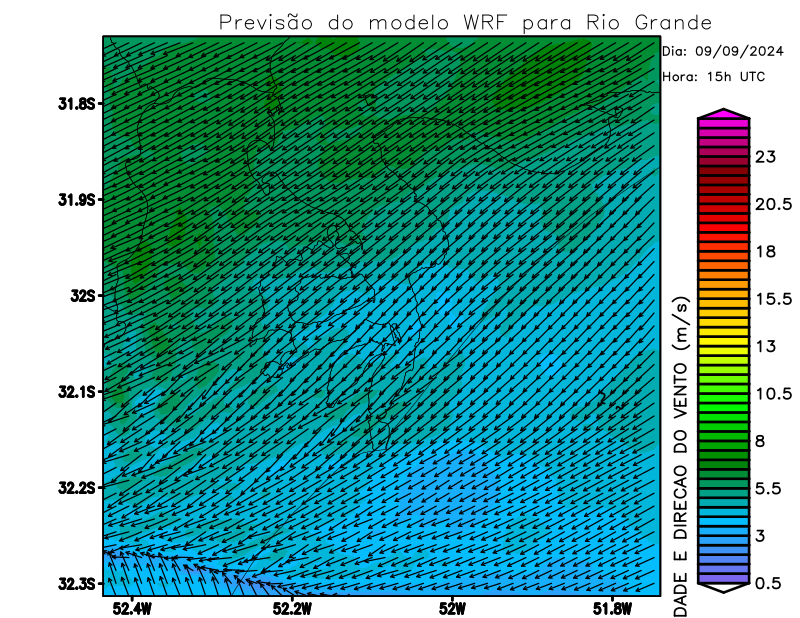 Previsão do modelo WRF para Rio Grande
Dia: 09/09/2024
Hora: 15h UTC
31.8S
31.9S
32S
32.1S
32.2S
32.3S
52.4W
52.2W
52W
51.8W
23
20.5
18
15.5
13
10.5
8
5.5
3
0.5
DADE E DIRECAO DO VENTO (m/s)